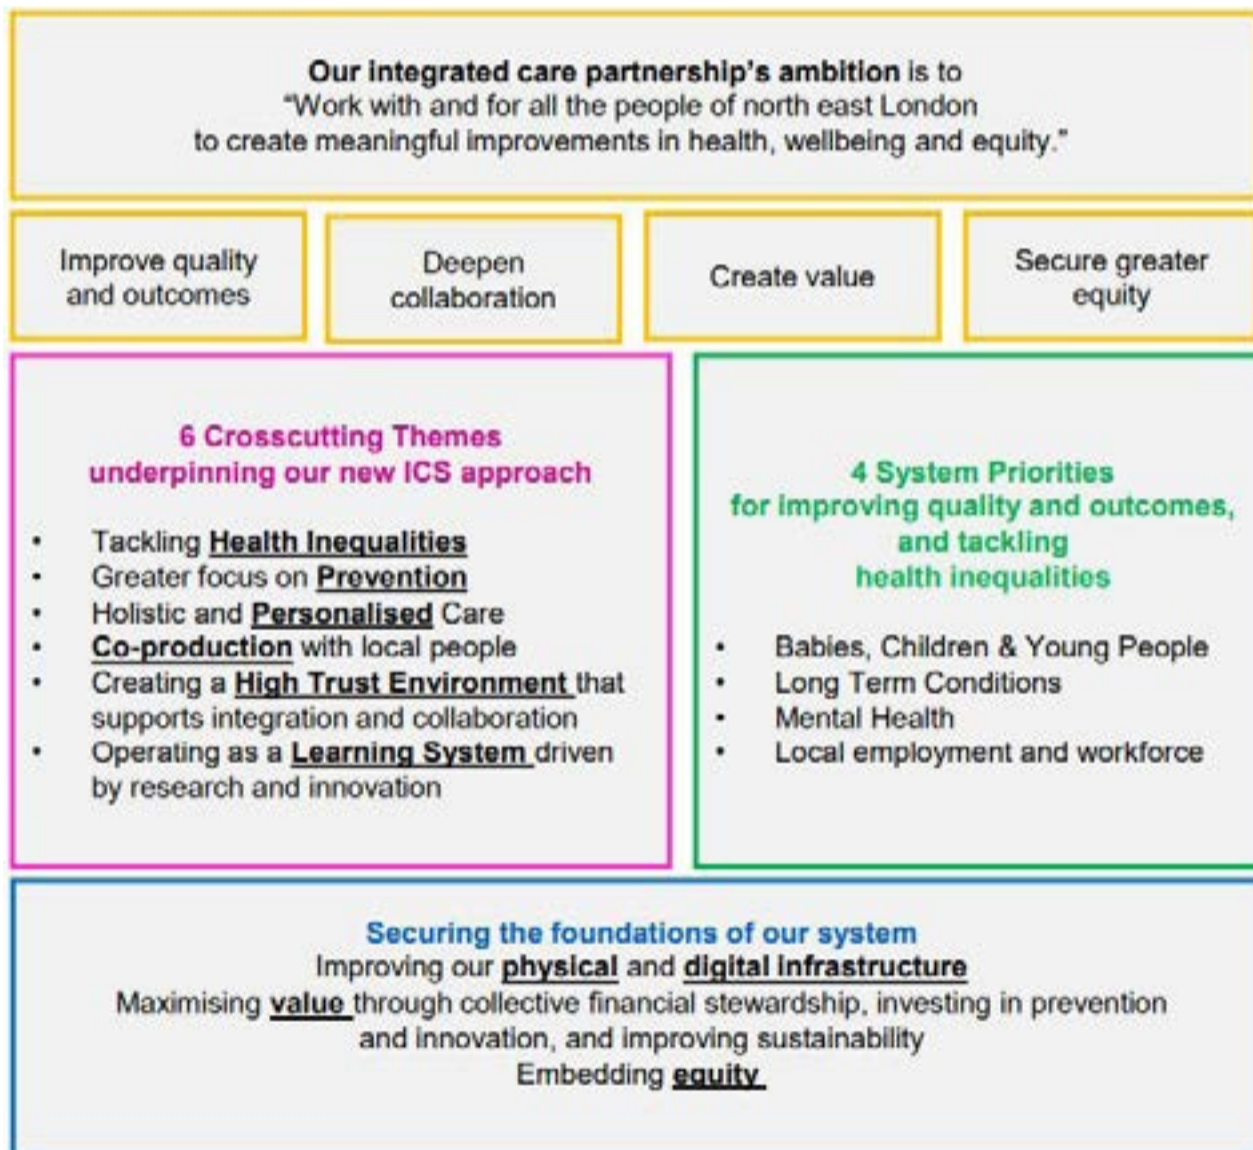 Our integrated care partnership's ambition is to
"Work with and for all the people of north east London
to create meaningful improvements in health, wellbeing and equity."
Improve quality
and outcomes
Deepen
collaboration
Create value
Secure greater
equity
6 Crosscutting Themes
underpinning our new ICS approach
• Tackling Health Inequalities
• Greater focus on Prevention
• Holistic and Personalised Care
• Co-production with local people
• Creating a High Trust Environment that
supports integration and collaboration
• Operating as a Learning System driven
by research and innovation
4 System Priorities
for improving quality and outcomes,
and tackling
health inequalities
• Babies, Children & Young People
• Long Term Conditions
• Mental Health
• Local employment and workforce
Securing the foundations of our system
Improving our physical and digital infrastructure
Maximising value through collective financial stewardship, investing in prevention
and innovation, and improving sustainability
Embedding equity